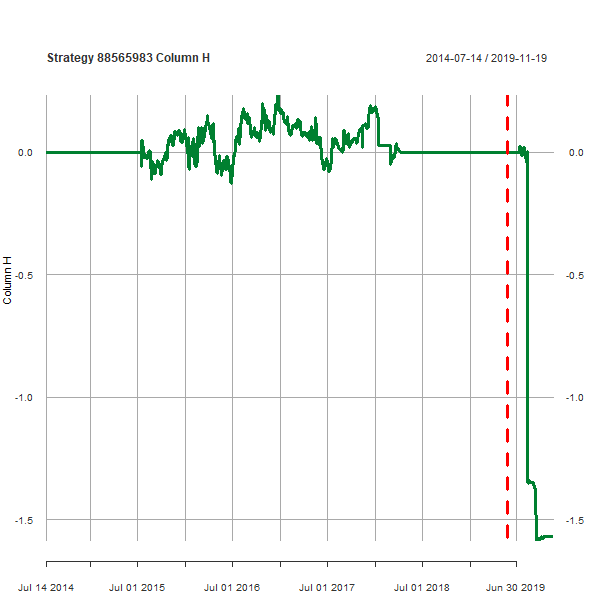 Strategy 88565983 Column H
2014-07-14 / 2019-11-19
0.0
0.0
-0.5
-0.5
Column H
-1.0
-1.0
-1.5
-1.5
Jul 14 2014
Jul 01 2015
Jul 01 2016
Jul 01 2017
Jul 01 2018
Jun 30 2019